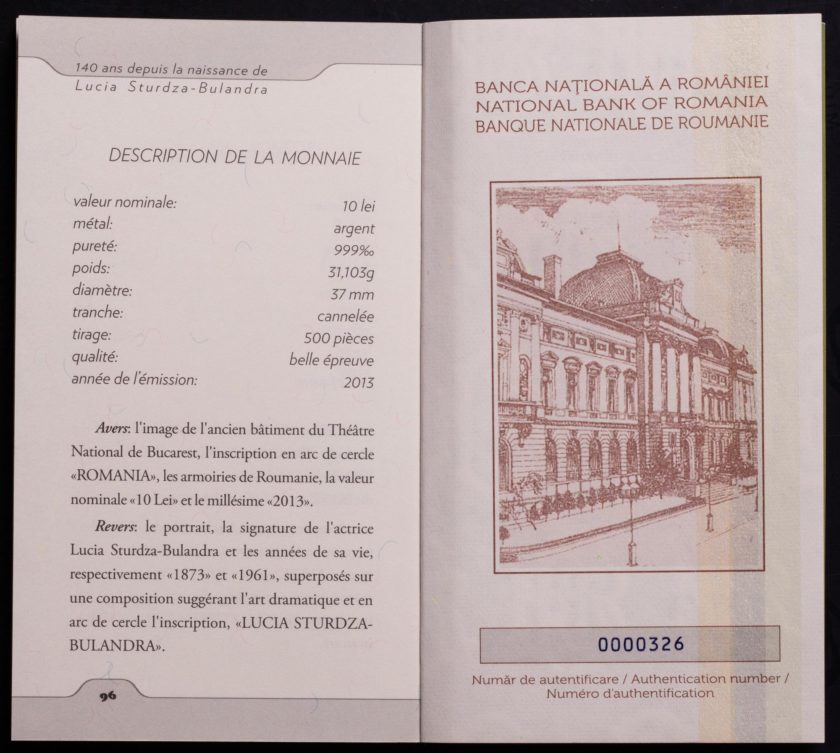 140 ans depuis la naissance de
Lucia Sturdza-Bulandra
DESCRIPTION DE LA MONNAIE
valeur nominale: 10 lei
métal: argent
pureté: 999‰
poids: 31,103g
diamètre: 37 mm
tranche: cannelée
tirage: 500 pièces
qualité: belle épreuve
année de l'émission: 2013
Avers: l'image de l'ancien bâtiment du Théâtre
National de Bucarest, l'inscription en arc de cercle
«ROMANIA», les armoiries de Roumanie, la valeur
nominale «10 Lei» et le millésime «2013».
Revers: le portrait, la signature de l'actrice
Lucia Sturdza-Bulandra et les années de sa vie,
respectivement «1873» et «1961», superposés sur
une composition suggérant l'art dramatique et en
arc de cercle l'inscription, «LUCIA STURDZA-
BULANDRA».
96
BANCA NAŢIONALĂ A ROMÂNIEI
NATIONAL BANK OF ROMANIA
BANQUE NATIONALE DE ROUMANIE
0000326
Număr de autentificare / Authentication number /
Numéro d'authentification